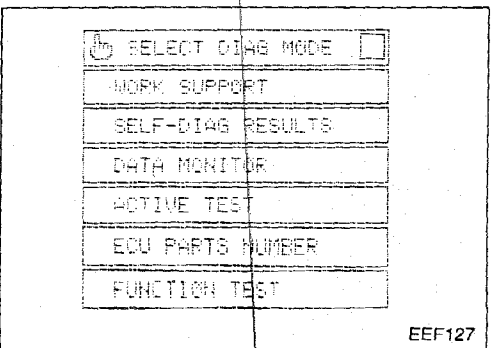 SELECT DIAG MODE
WORK SUPPORT
SELF-DIAG RESULTS
DATA MONITOR
ACTIVE TEST
ECU PARTS NUMBER
FUNCTION TEST
EEF127